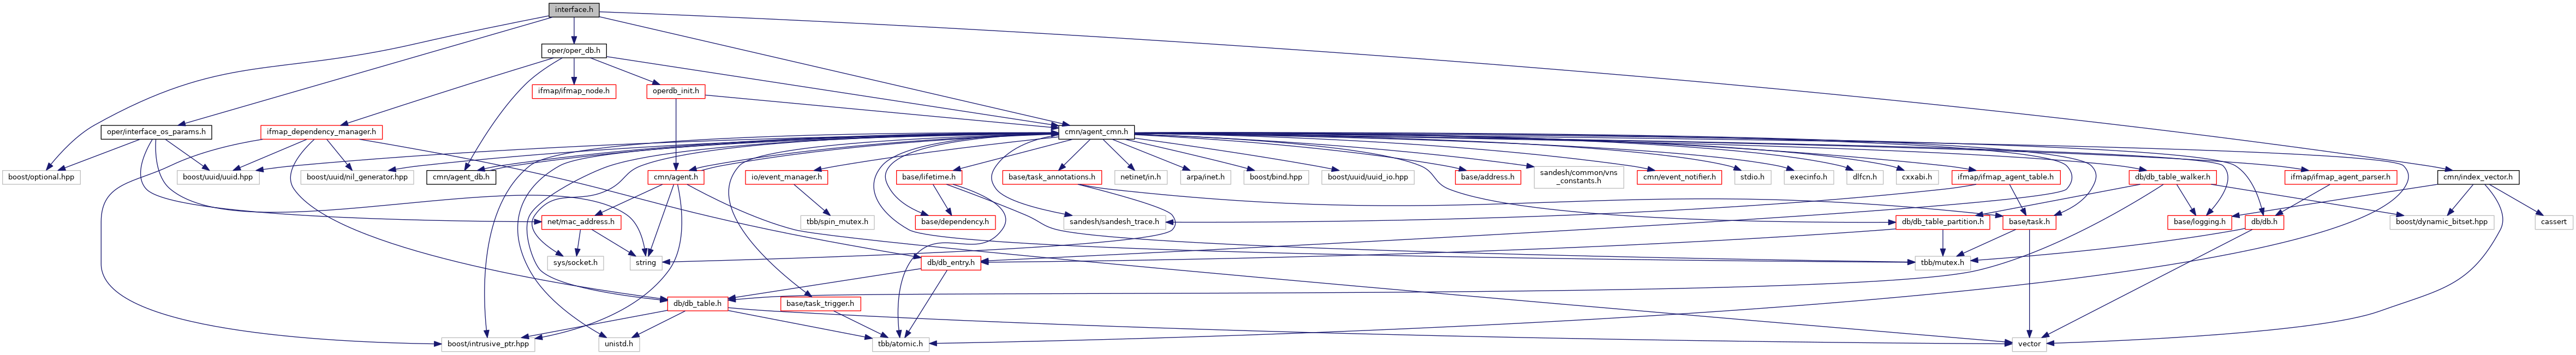 interface.h
oper/oper_db.h
ifmap/ifmap_node.h
operdb_init.h
oper/interface_os_params.h
ifmap_dependency_manager.h
cmn/agent_cmn.h
boost/optional.hpp
boost/uuid/uuid.hpp
boost/uuid/nil_generator.hpp
cmn/agent_db.h
cmn/agent.h
io/event_manager.h
base/lifetime.h
base/task_annotations.h
netinet/in.h
arpa/inet.h
boost/bind.hpp
boost/uuid/uuid_io.hpp
base/address.h
sandesh/common/vns
_constants.h
cmn/event_notifier.h
stdio.h
execinfo.h
dlfcn.h
cxxabi.h
ifmap/ifmap_agent_table.h
db/db_table_walker.h
ifmap/ifmap_agent_parser.h
cmn/index_vector.h
net/mac_address.h
tbb/spin_mutex.h
base/dependency.h
sandesh/sandesh_trace.h
db/db_table_partition.h
base/task.h
base/logging.h
db/db.h
boost/dynamic_bitset.hpp
cassert
sys/socket.h
string
db/db_entry.h
tbb/mutex.h
db/db_table.h
base/task_trigger.h
boost/intrusive_ptr.hpp
unistd.h
tbb/atomic.h
vector